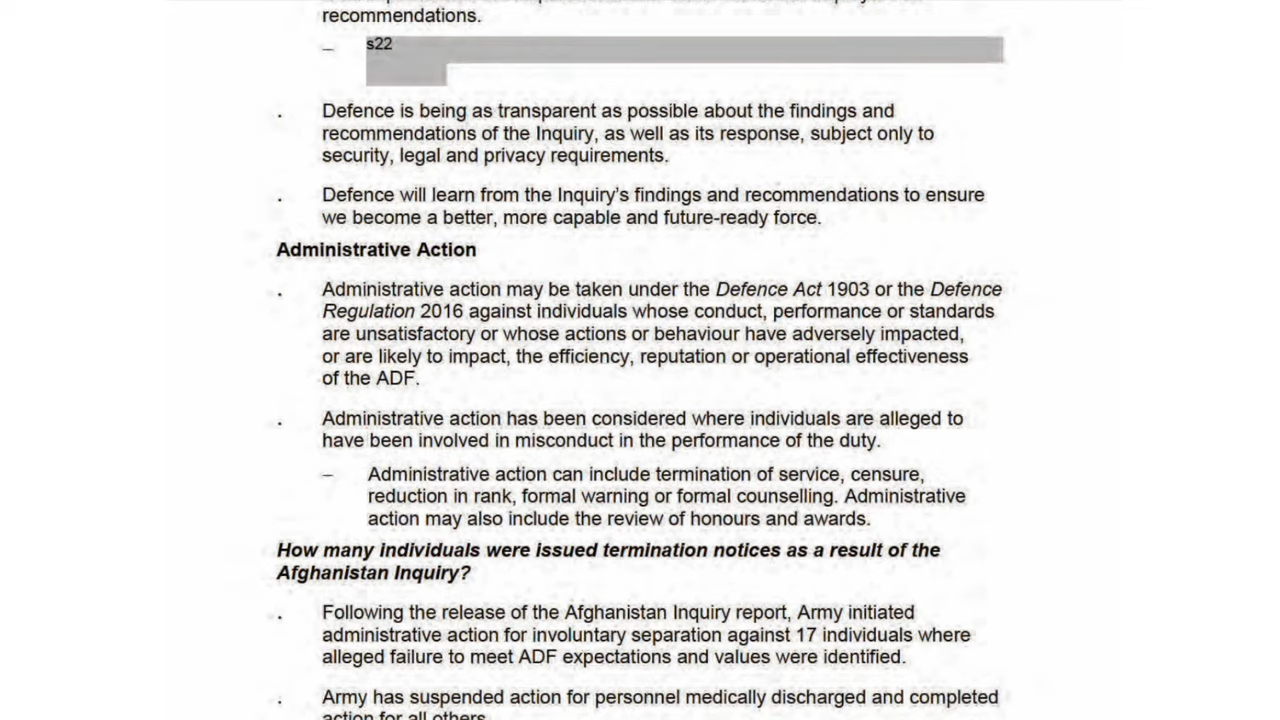 recommendations.
– s22
. Defence is being as transparent as possible about the findings and
recommendations of the Inquiry, as well as its response, subject only to
security, legal and privacy requirements.
. Defence will learn from the Inquiry's findings and recommendations to ensure
we become a better, more capable and future-ready force.
Administrative Action
. Administrative action may be taken under the Defence Act 1903 or the Defence
Regulation 2016 against individuals whose conduct, performance or standards
are unsatisfactory or whose actions or behaviour have adversely impacted,
or are likely to impact, the efficiency, reputation or operational effectiveness
of the ADF.
. Administrative action has been considered where individuals are alleged to
have been involved in misconduct in the performance of the duty.
– Administrative action can include termination of service, censure,
reduction in rank, formal warning or formal counselling. Administrative
action may also include the review of honours and awards.
How many individuals were issued termination notices as a result of the
Afghanistan Inquiry?
. Following the release of the Afghanistan Inquiry report, Army initiated
administrative action for involuntary separation against 17 individuals where
alleged failure to meet ADF expectations and values were identified.
. Army has suspended action for personnel medically discharged and completed
action for all others